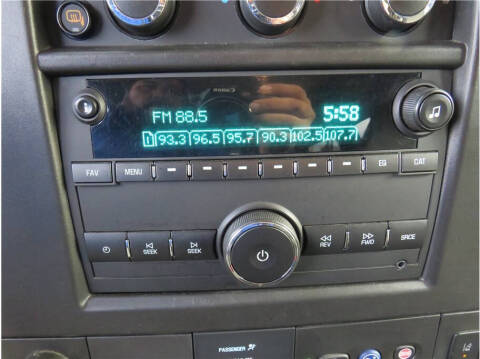 FM 88.5 5:58
1 93.3 96.5 95.7 90.3 102.5 107.7
FAV MENU EQ CAT
SEEK SEEK REV FWD SRCE
PASSENGER